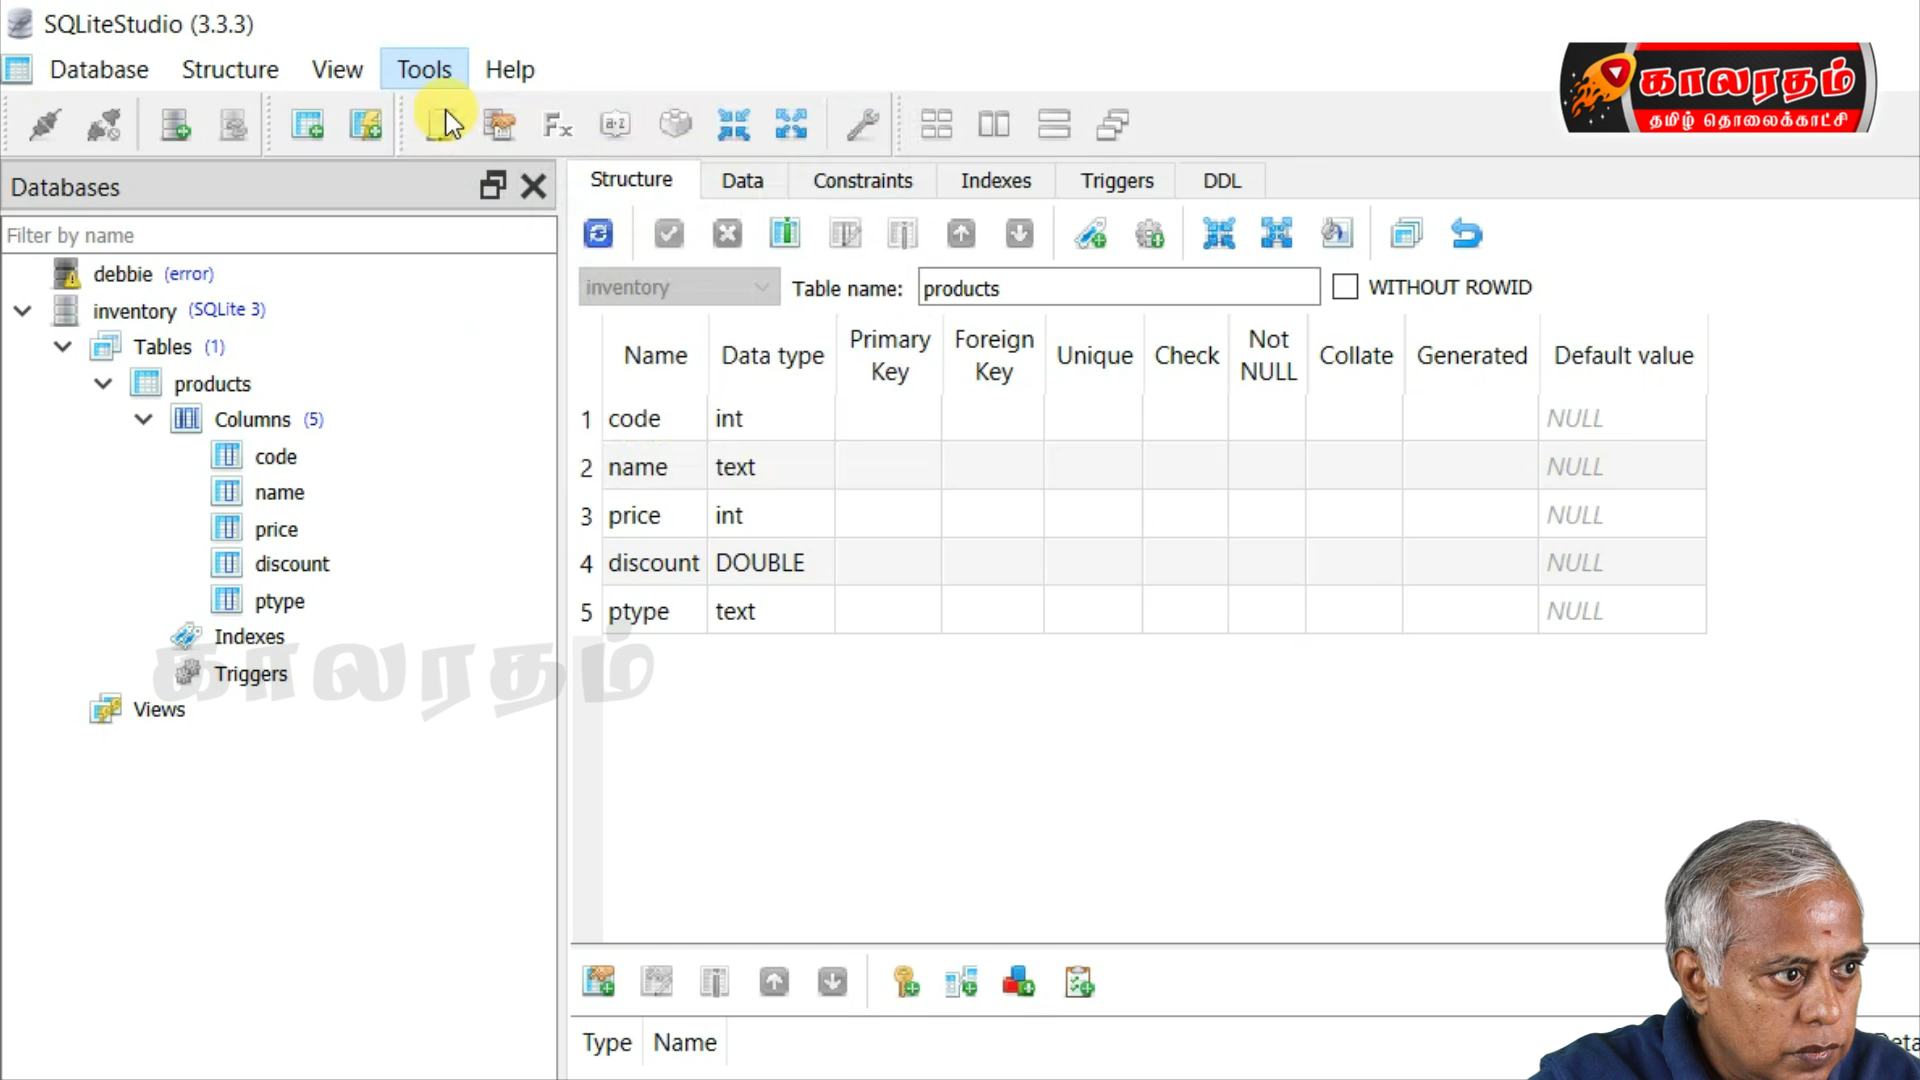 SQLiteStudio (3.3.3)
Database Structure View Tools Help
காலரதம்
தமிழ் தொலைக்காட்சி
Databases
Filter by name
debbie (error)
inventory (SQLite 3)
Tables (1)
products
Columns (5)
code
name
price
discount
ptype
Indexes
Triggers
Views
காலரதம்
Structure Data Constraints Indexes Triggers DDL
inventory Table name: products WITHOUT ROWID
Name Data type Primary Key Foreign Key Unique Check Not NULL Collate Generated Default value
1 code int NULL
2 name text NULL
3 price int NULL
4 discount DOUBLE NULL
5 ptype text NULL
Type Name